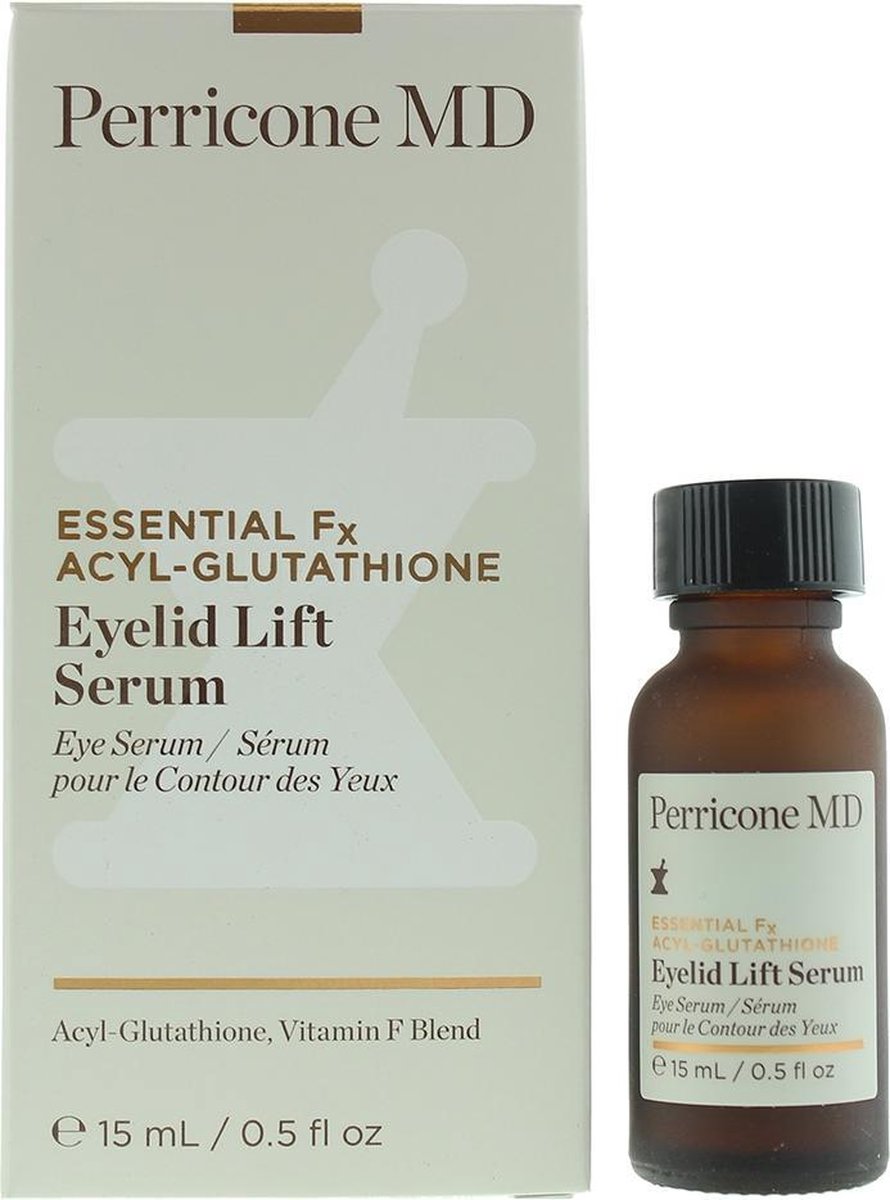 Perricone MD
ESSENTIAL Fx
ACYL-GLUTATHIONE
Eyelid Lift
Serum
Eye Serum / Sérum
pour le Contour des Yeux
Acyl-Glutathione, Vitamin F Blend
℮ 15 mL / 0.5 fl oz
Perricone MD
ESSENTIAL Fx
ACYL-GLUTATHIONE
Eyelid Lift Serum
Eye Serum / Sérum
pour le Contour des Yeux
℮ 15 mL / 0.5 fl oz